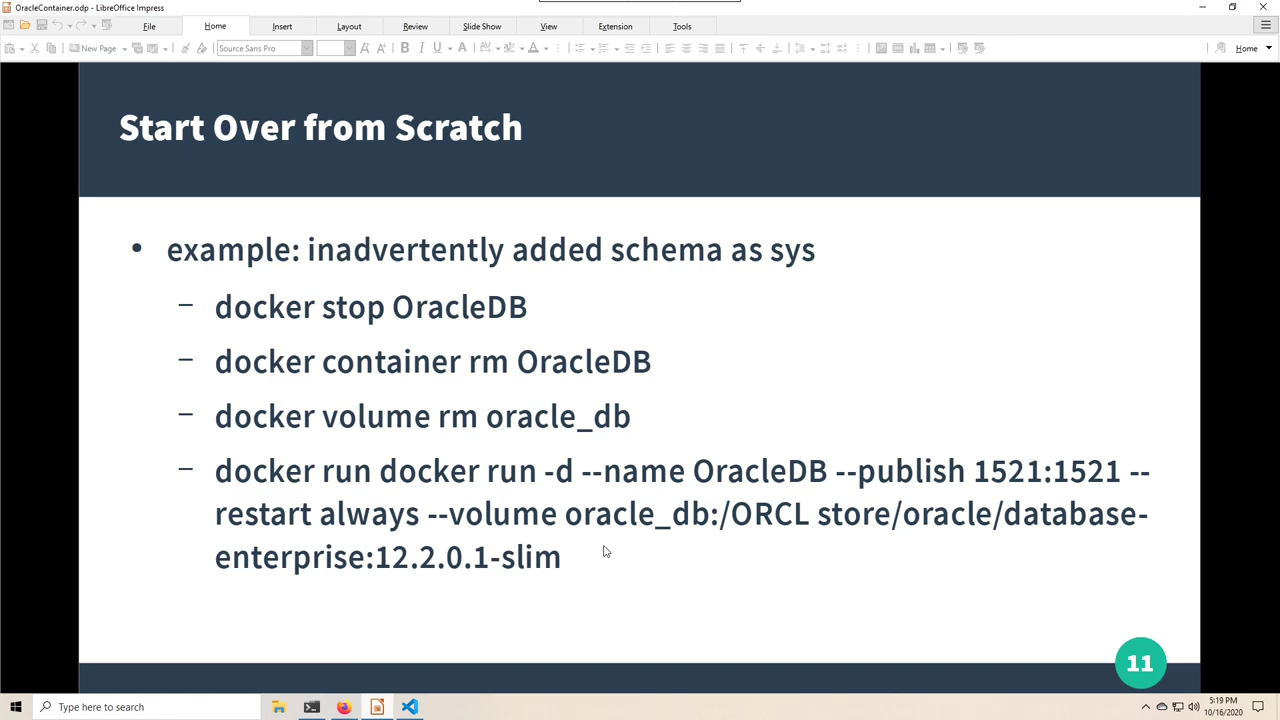 OracleContainer.odp - LibreOffice Impress
File Home Insert Layout Review Slide Show View Extension Tools
New Page Source Sans Pro Home
Start Over from Scratch
• example: inadvertently added schema as sys
– docker stop OracleDB
– docker container rm OracleDB
– docker volume rm oracle_db
– docker run docker run -d --name OracleDB --publish 1521:1521 --
restart always --volume oracle_db:/ORCL store/oracle/database-
enterprise:12.2.0.1-slim
11
Type here to search
5:19 PM
10/16/2020